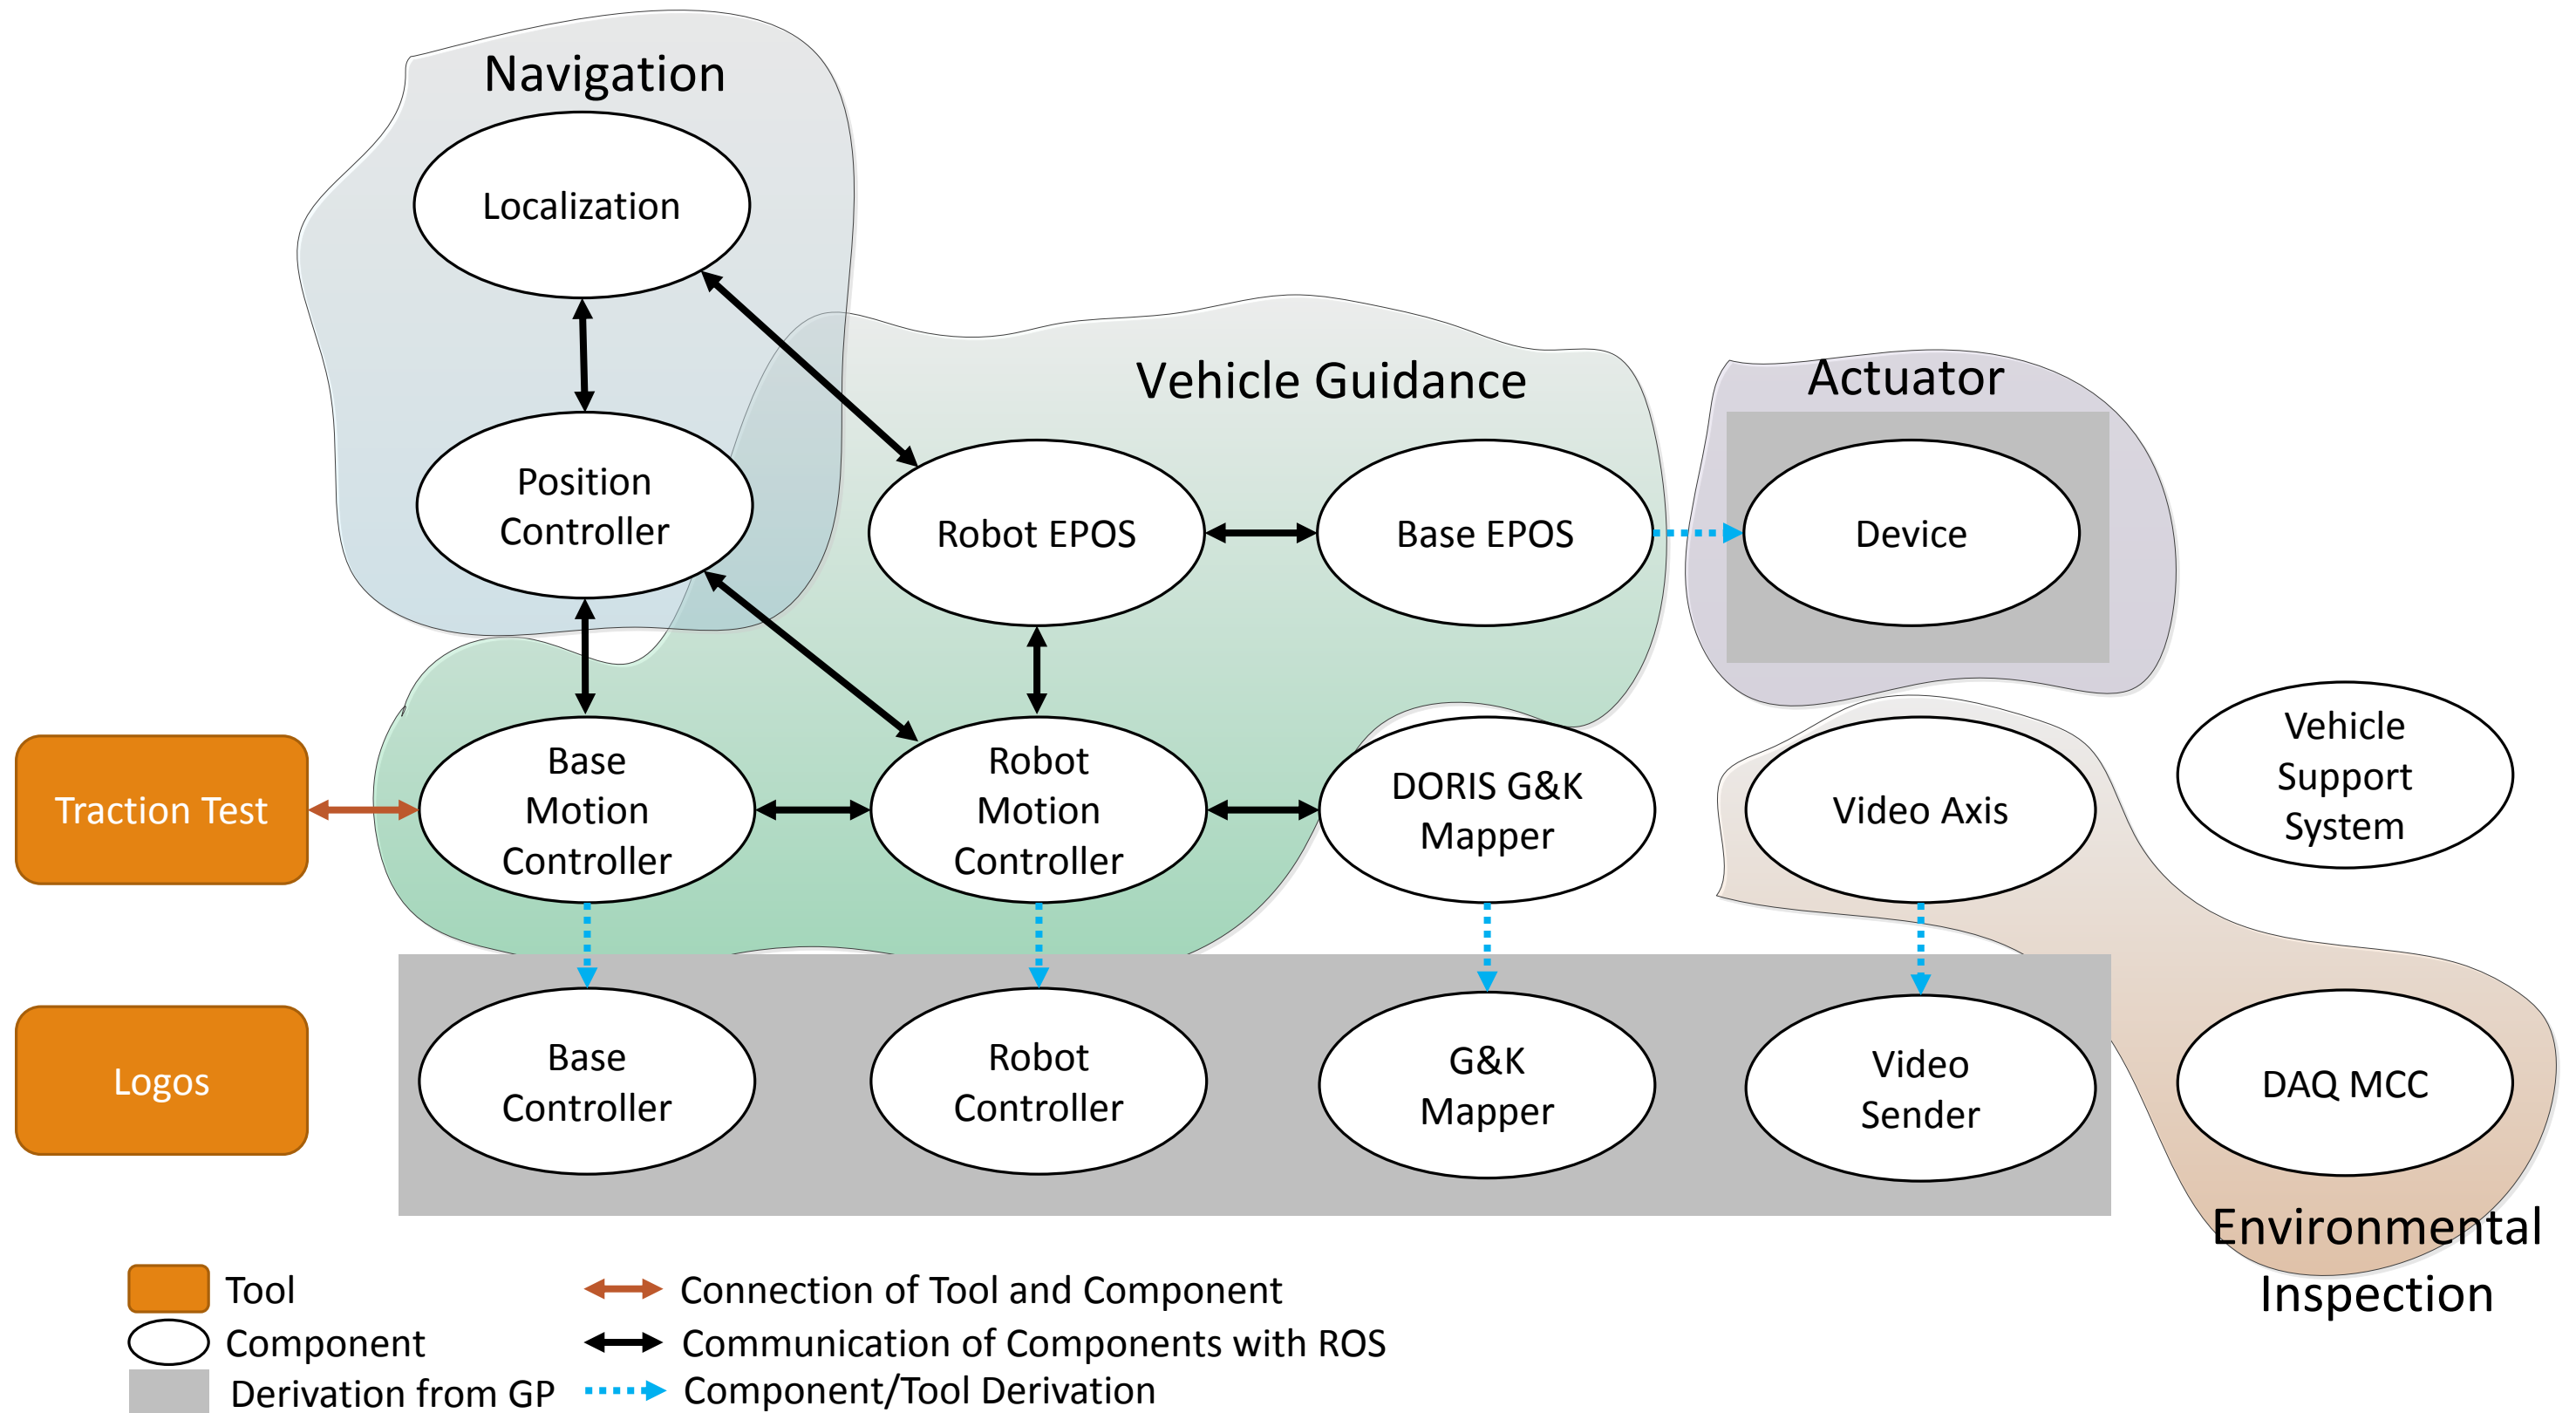 Navigation
Localization
Vehicle Guidance
Actuator
Position
Controller
Robot EPOS
Base EPOS
Device
Traction Test
Base
Motion
Controller
Robot
Motion
Controller
DORIS G&K
Mapper
Video Axis
Vehicle
Support
System
Logos
Base
Controller
Robot
Controller
G&K
Mapper
Video
Sender
DAQ MCC
Environmental
Inspection
Tool
Connection of Tool and Component
Component
Communication of Components with ROS
Derivation from GP
Component/Tool Derivation